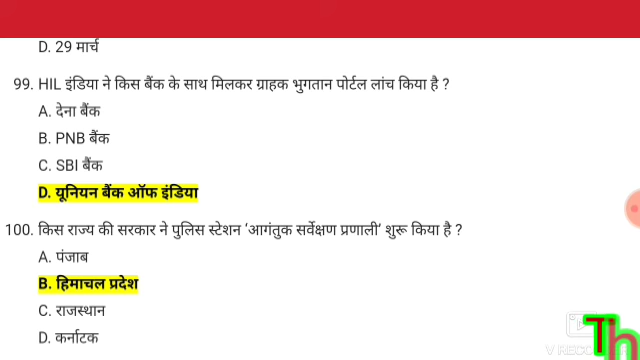 D. 29 मार्च
99. HIL इंडिया ने किस बैंक के साथ मिलकर ग्राहक भुगतान पोर्टल लांच किया है ?
A. देना बैंक
B. PNB बैंक
C. SBI बैंक
D. यूनियन बैंक ऑफ इंडिया
100. किस राज्य की सरकार ने पुलिस स्टेशन ‘आगंतुक सर्वेक्षण प्रणाली’ शुरू किया है ?
A. पंजाब
B. हिमाचल प्रदेश
C. राजस्थान
D. कर्नाटक
Th